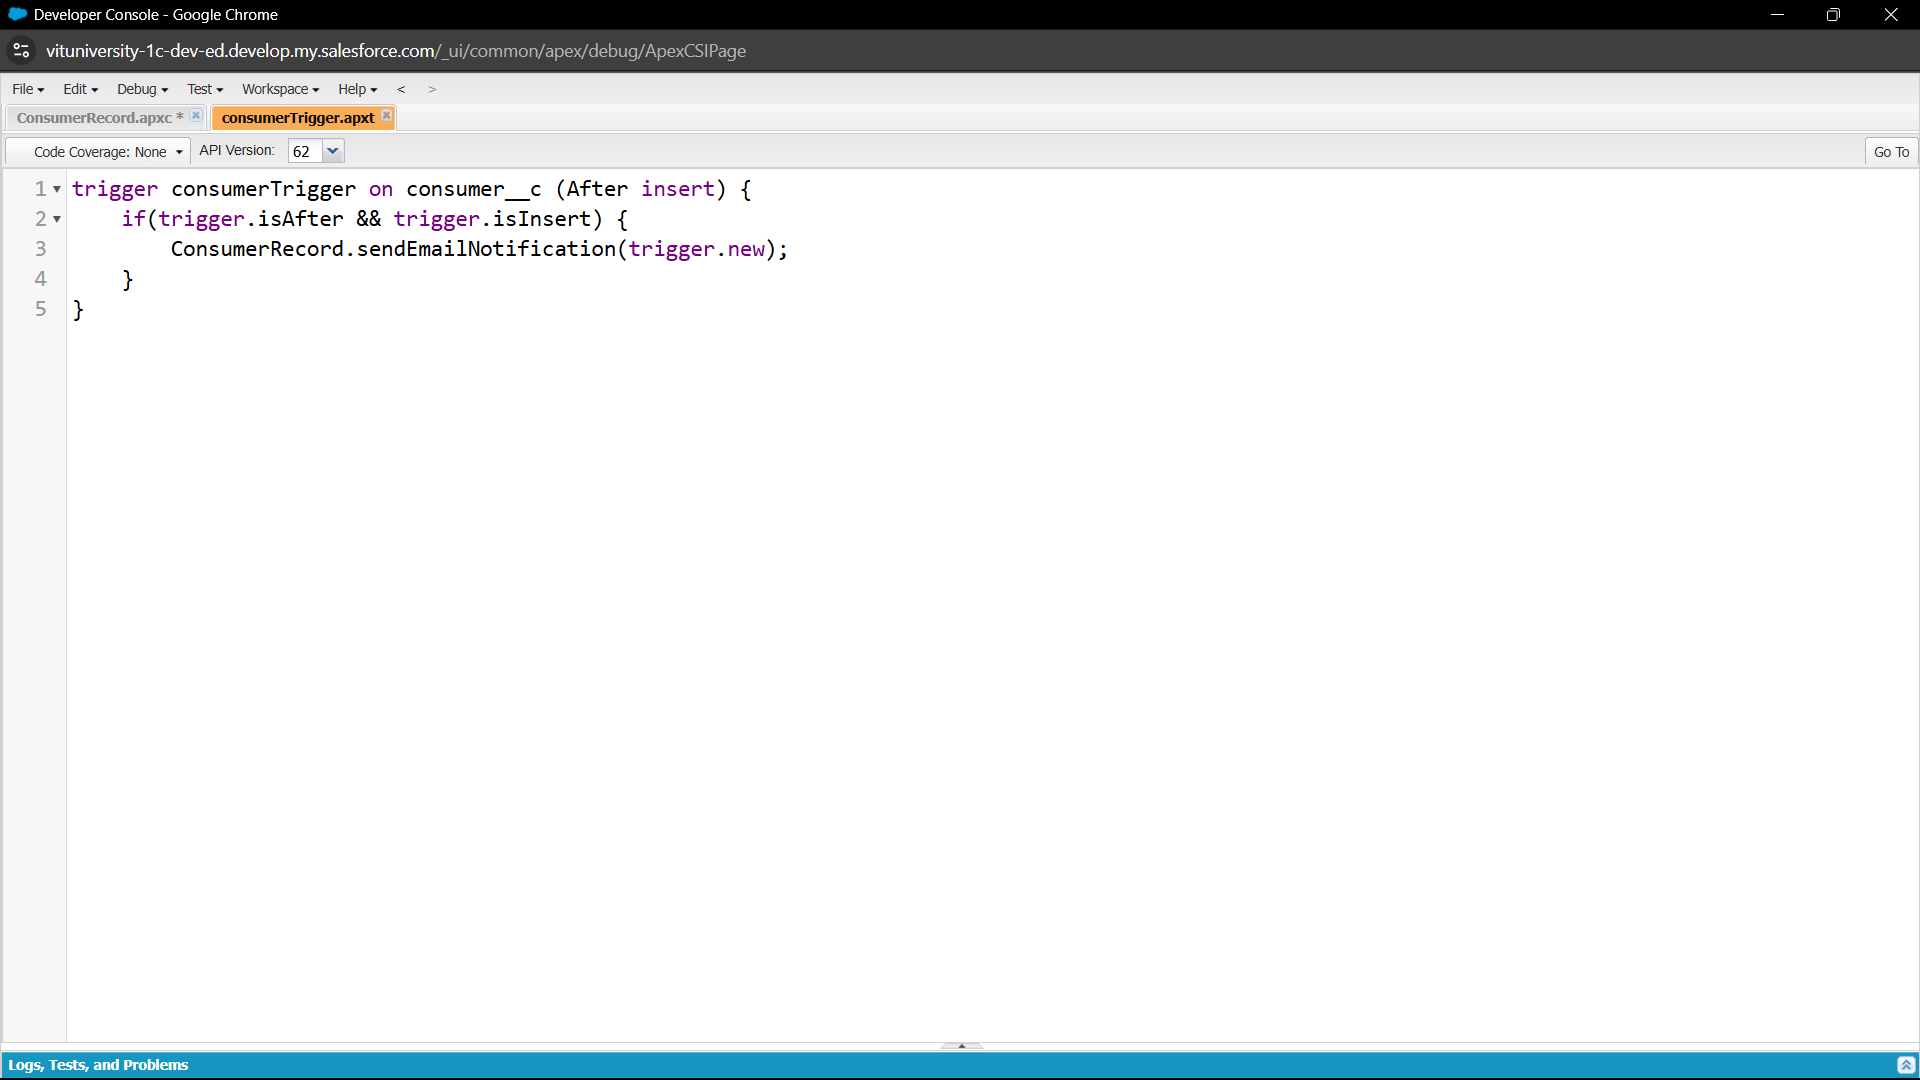 Developer Console - Google Chrome
vituniversity-1c-dev-ed.develop.my.salesforce.com/_ui/common/apex/debug/ApexCSIPage
File Edit Debug Test Workspace Help < >
ConsumerRecord.apxc * consumerTrigger.apxt
Code Coverage: None API Version: 62 Go To
1 trigger consumerTrigger on consumer__c (After insert) {
2 if(trigger.isAfter && trigger.isInsert) {
3 ConsumerRecord.sendEmailNotification(trigger.new);
4 }
5 }
Logs, Tests, and Problems